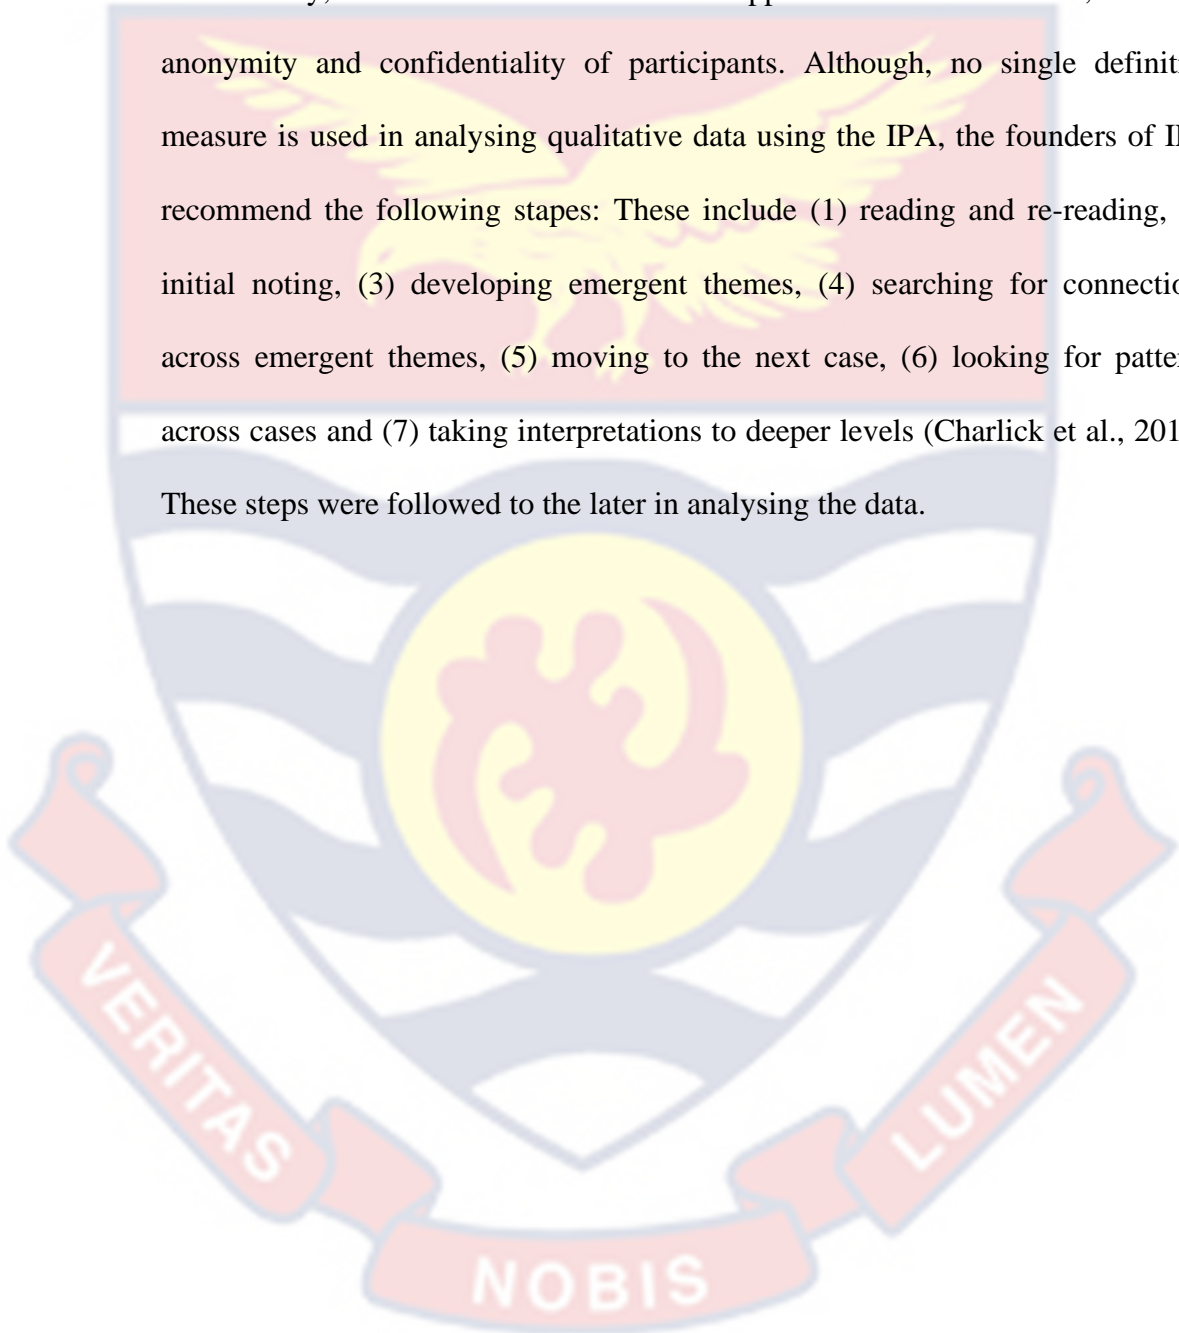 anonymity and confidentiality of participants. Although, no single
measure is used in analysing qualitative data using the IPA, the founders of
recommend the following stapes: These include (1) reading and re-reading,
initial noting, (3) developing emergent themes, (4) searching for
across emergent themes, (5) moving to the next case, (6) looking for
across cases and (7) taking interpretations to deeper levels (Charlick et al.,
These steps were followed to the later in analysing the data.
VERITAS
NOBIS
LUMEN